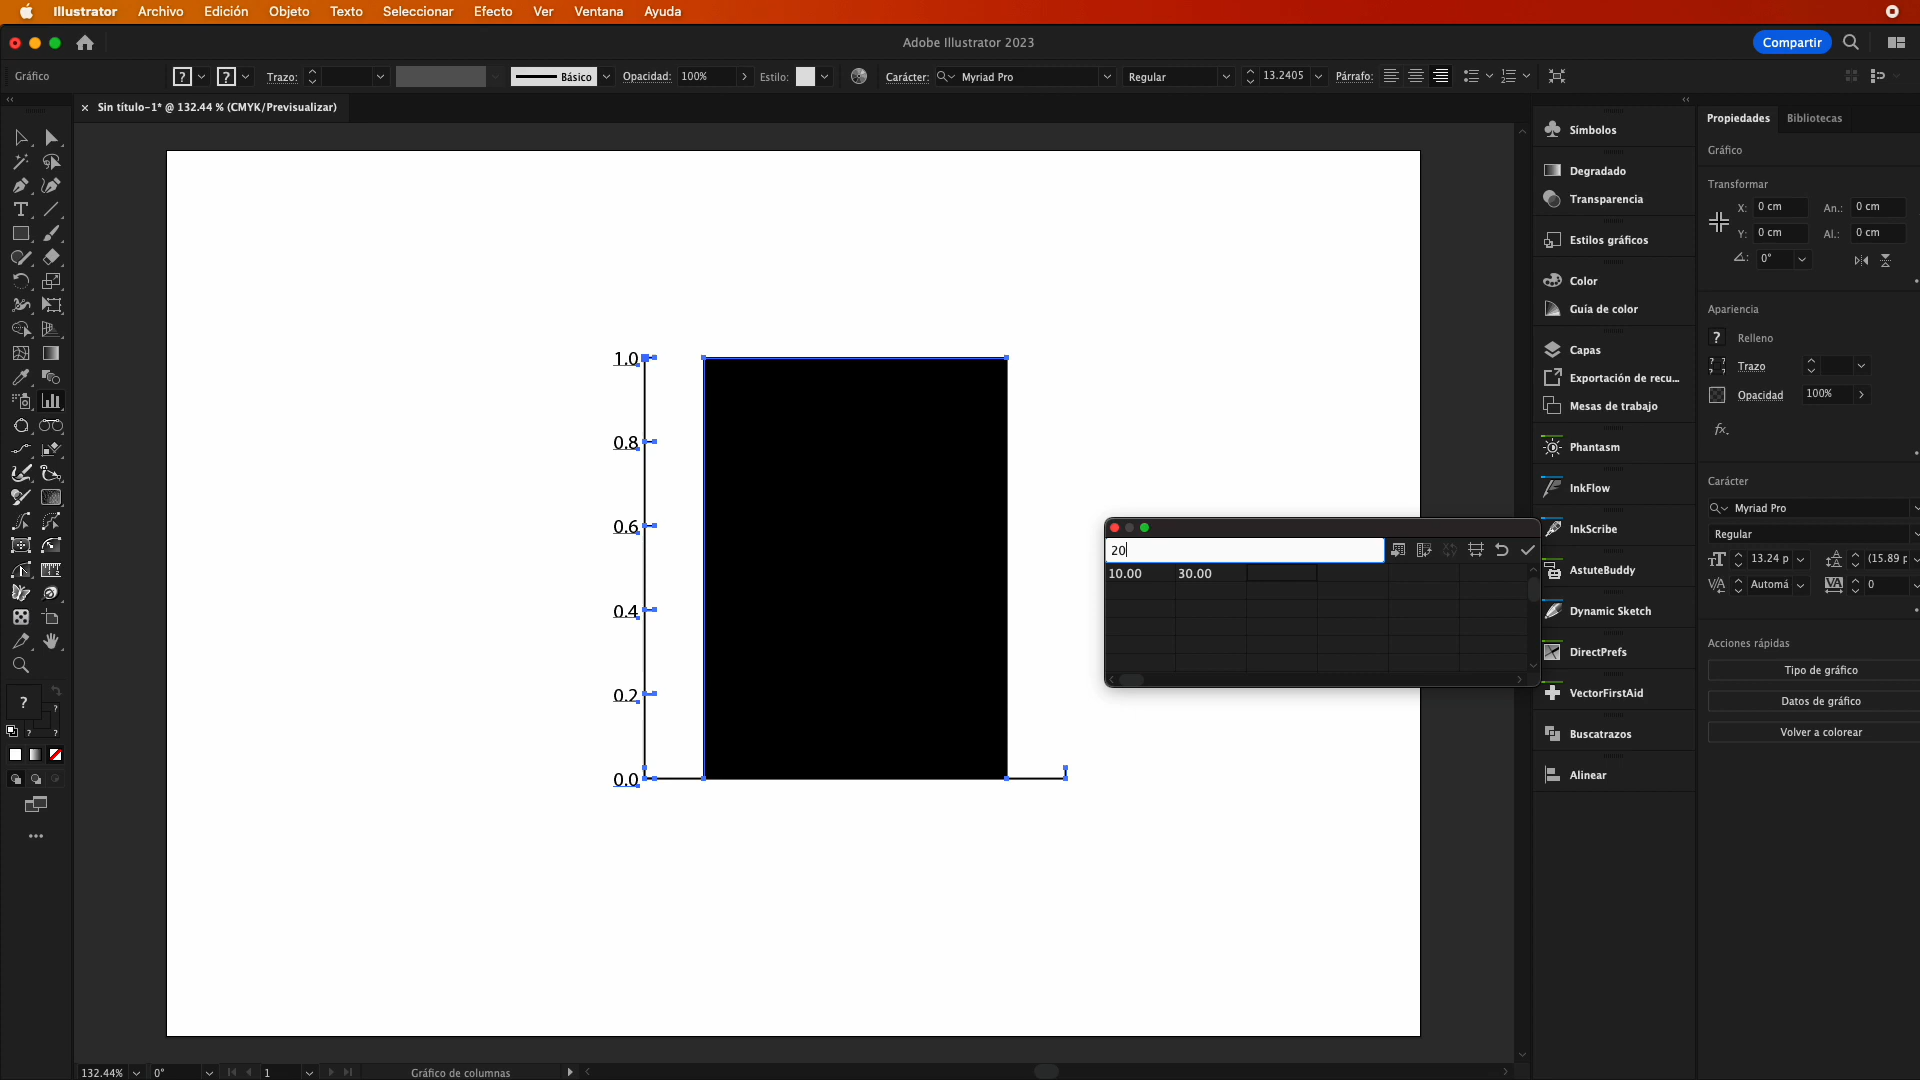 Illustrator Archivo Edición Objeto Texto Seleccionar Efecto Ver Ventana Ayuda
Adobe Illustrator 2023
Compartir
Gráfico
?
?
Trazo:
Básico
Opacidad: 100%
Estilo:
Carácter: Myriad Pro
Regular
13.2405
Párrafo:
× Sin título-1* @ 132.44 % (CMYK/Previsualizar)
1.0
0.8
0.6
0.4
0.2
0.0
20
10.00 30.00
Símbolos
Degradado
Transparencia
Estilos gráficos
Color
Guía de color
Capas
Exportación de recu...
Mesas de trabajo
Phantasm
InkFlow
InkScribe
AstuteBuddy
Dynamic Sketch
DirectPrefs
VectorFirstAid
Buscatrazos
Alinear
Propiedades Bibliotecas
Gráfico
Transformar
X: 0 cm An.: 0 cm
Y: 0 cm Al.: 0 cm
0°
Apariencia
? Relleno
Trazo
Opacidad 100%
fx.
Carácter
Myriad Pro
Regular
13.24 p (15.89 p
Automá 0
Acciones rápidas
Tipo de gráfico
Datos de gráfico
Volver a colorear
?
?
? ?
132.44% 0° 1 Gráfico de columnas